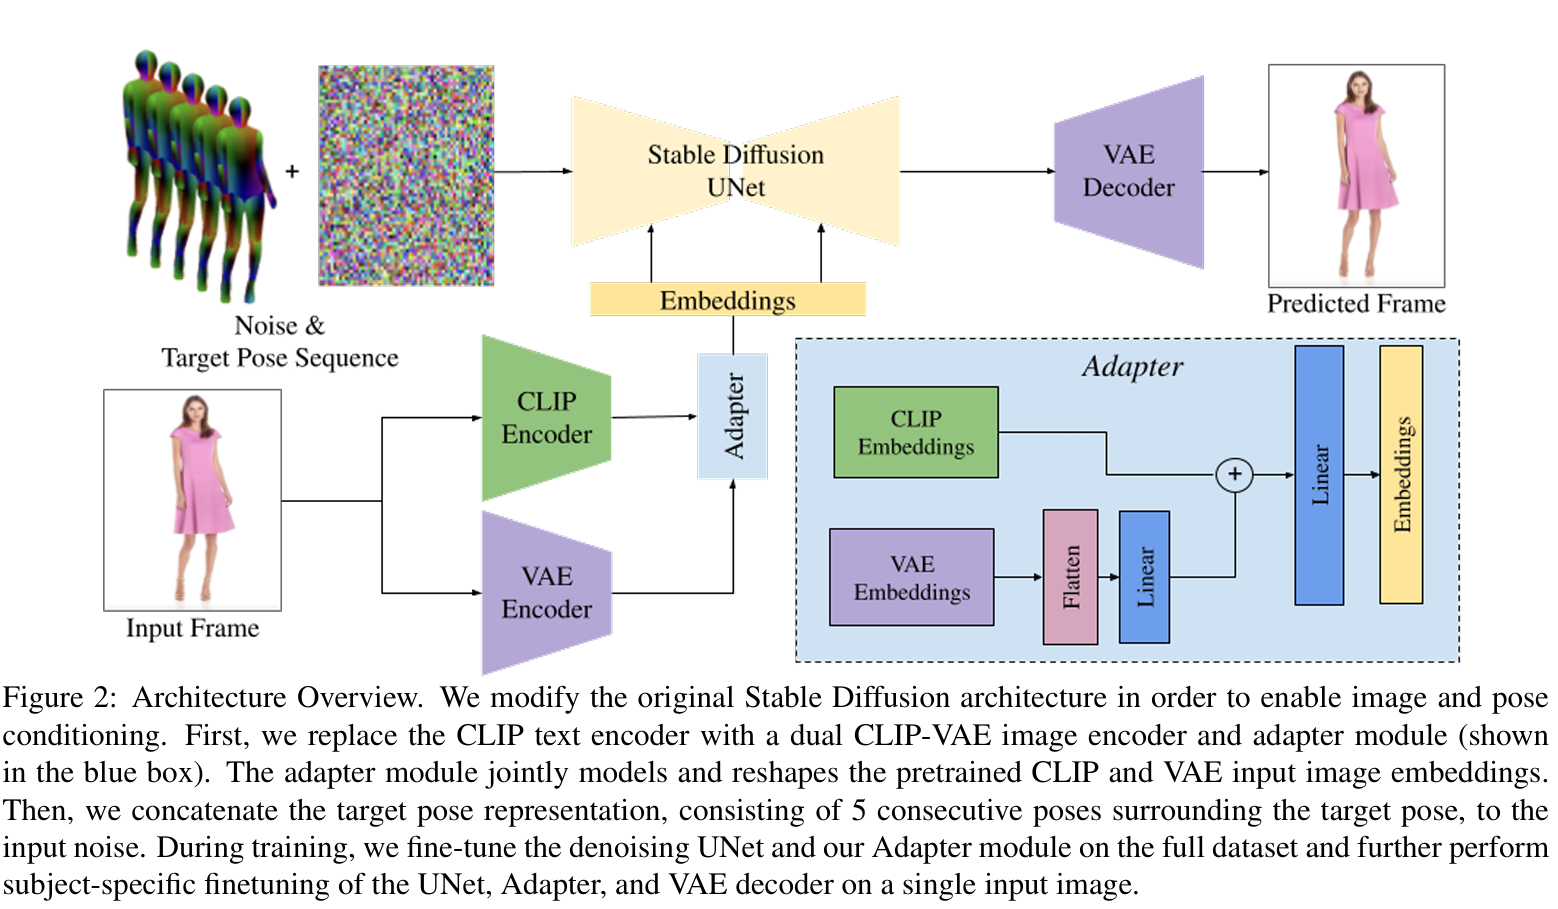 +
Noise &
Target Pose Sequence
Stable Diffusion
UNet
VAE
Decoder
Predicted Frame
Embeddings
Input Frame
CLIP
Encoder
VAE
Encoder
Adapter
Adapter
CLIP
Embeddings
VAE
Embeddings
Flatten
Linear
+
Linear
Embeddings
Figure 2: Architecture Overview. We modify the original Stable Diffusion architecture in order to enable image and pose
conditioning. First, we replace the CLIP text encoder with a dual CLIP-VAE image encoder and adapter module (shown
in the blue box). The adapter module jointly models and reshapes the pretrained CLIP and VAE input image embeddings.
Then, we concatenate the target pose representation, consisting of 5 consecutive poses surrounding the target pose, to the
input noise. During training, we fine-tune the denoising UNet and our Adapter module on the full dataset and further perform
subject-specific finetuning of the UNet, Adapter, and VAE decoder on a single input image.